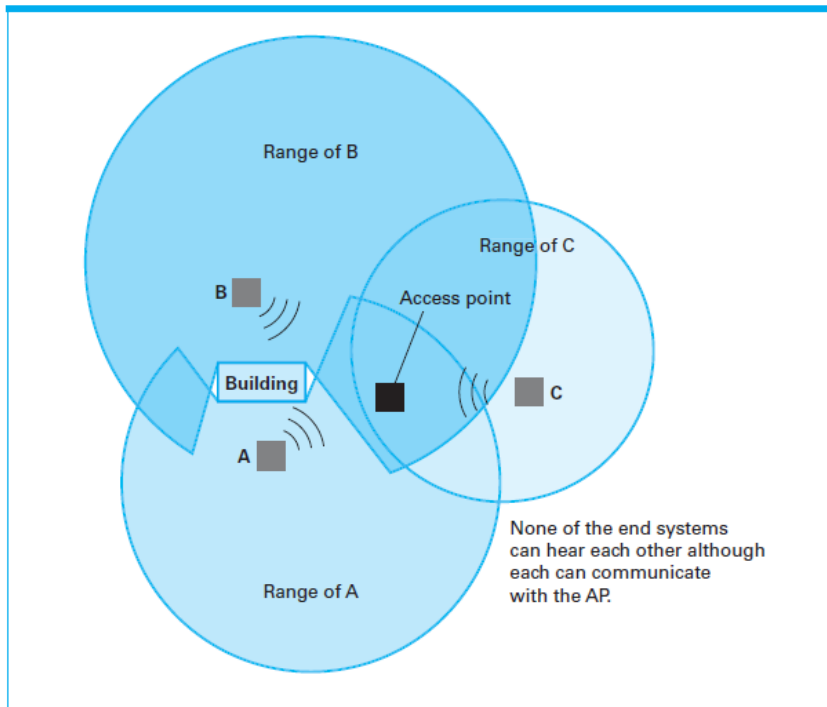 Range of B
Range of C
B
Access point
Building
C
A
None of the end systems
can hear each other although
each can communicate
with the AP.
Range of A